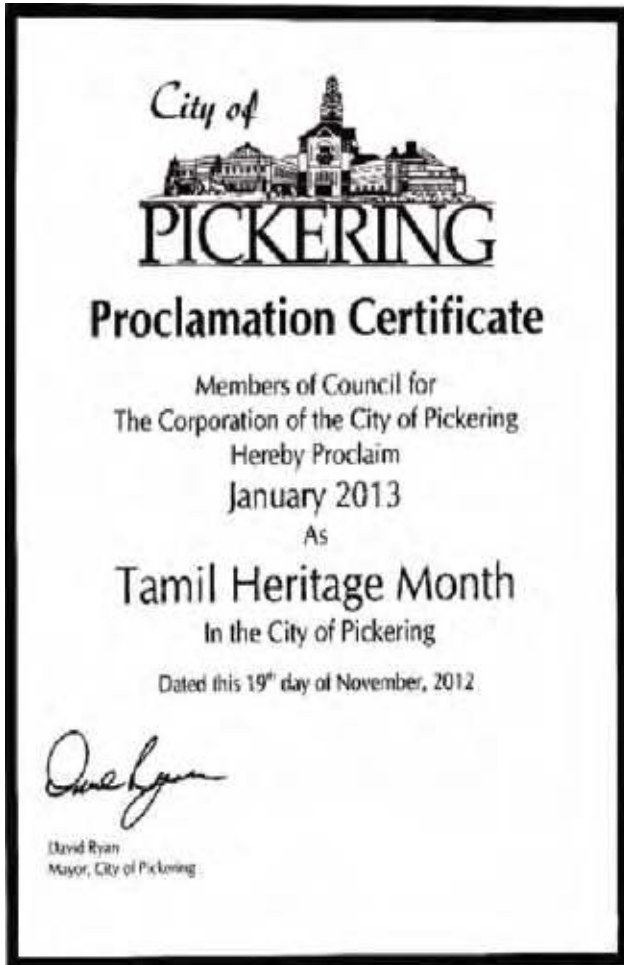 City of
PICKERING
Proclamation Certificate
Members of Council for
The Corporation of the City of Pickering
Hereby Proclaim
January 2013
As
Tamil Heritage Month
In the City of Pickering
Dated this 19th day of November, 2012
David Ryan
Mayor, City of Pickering